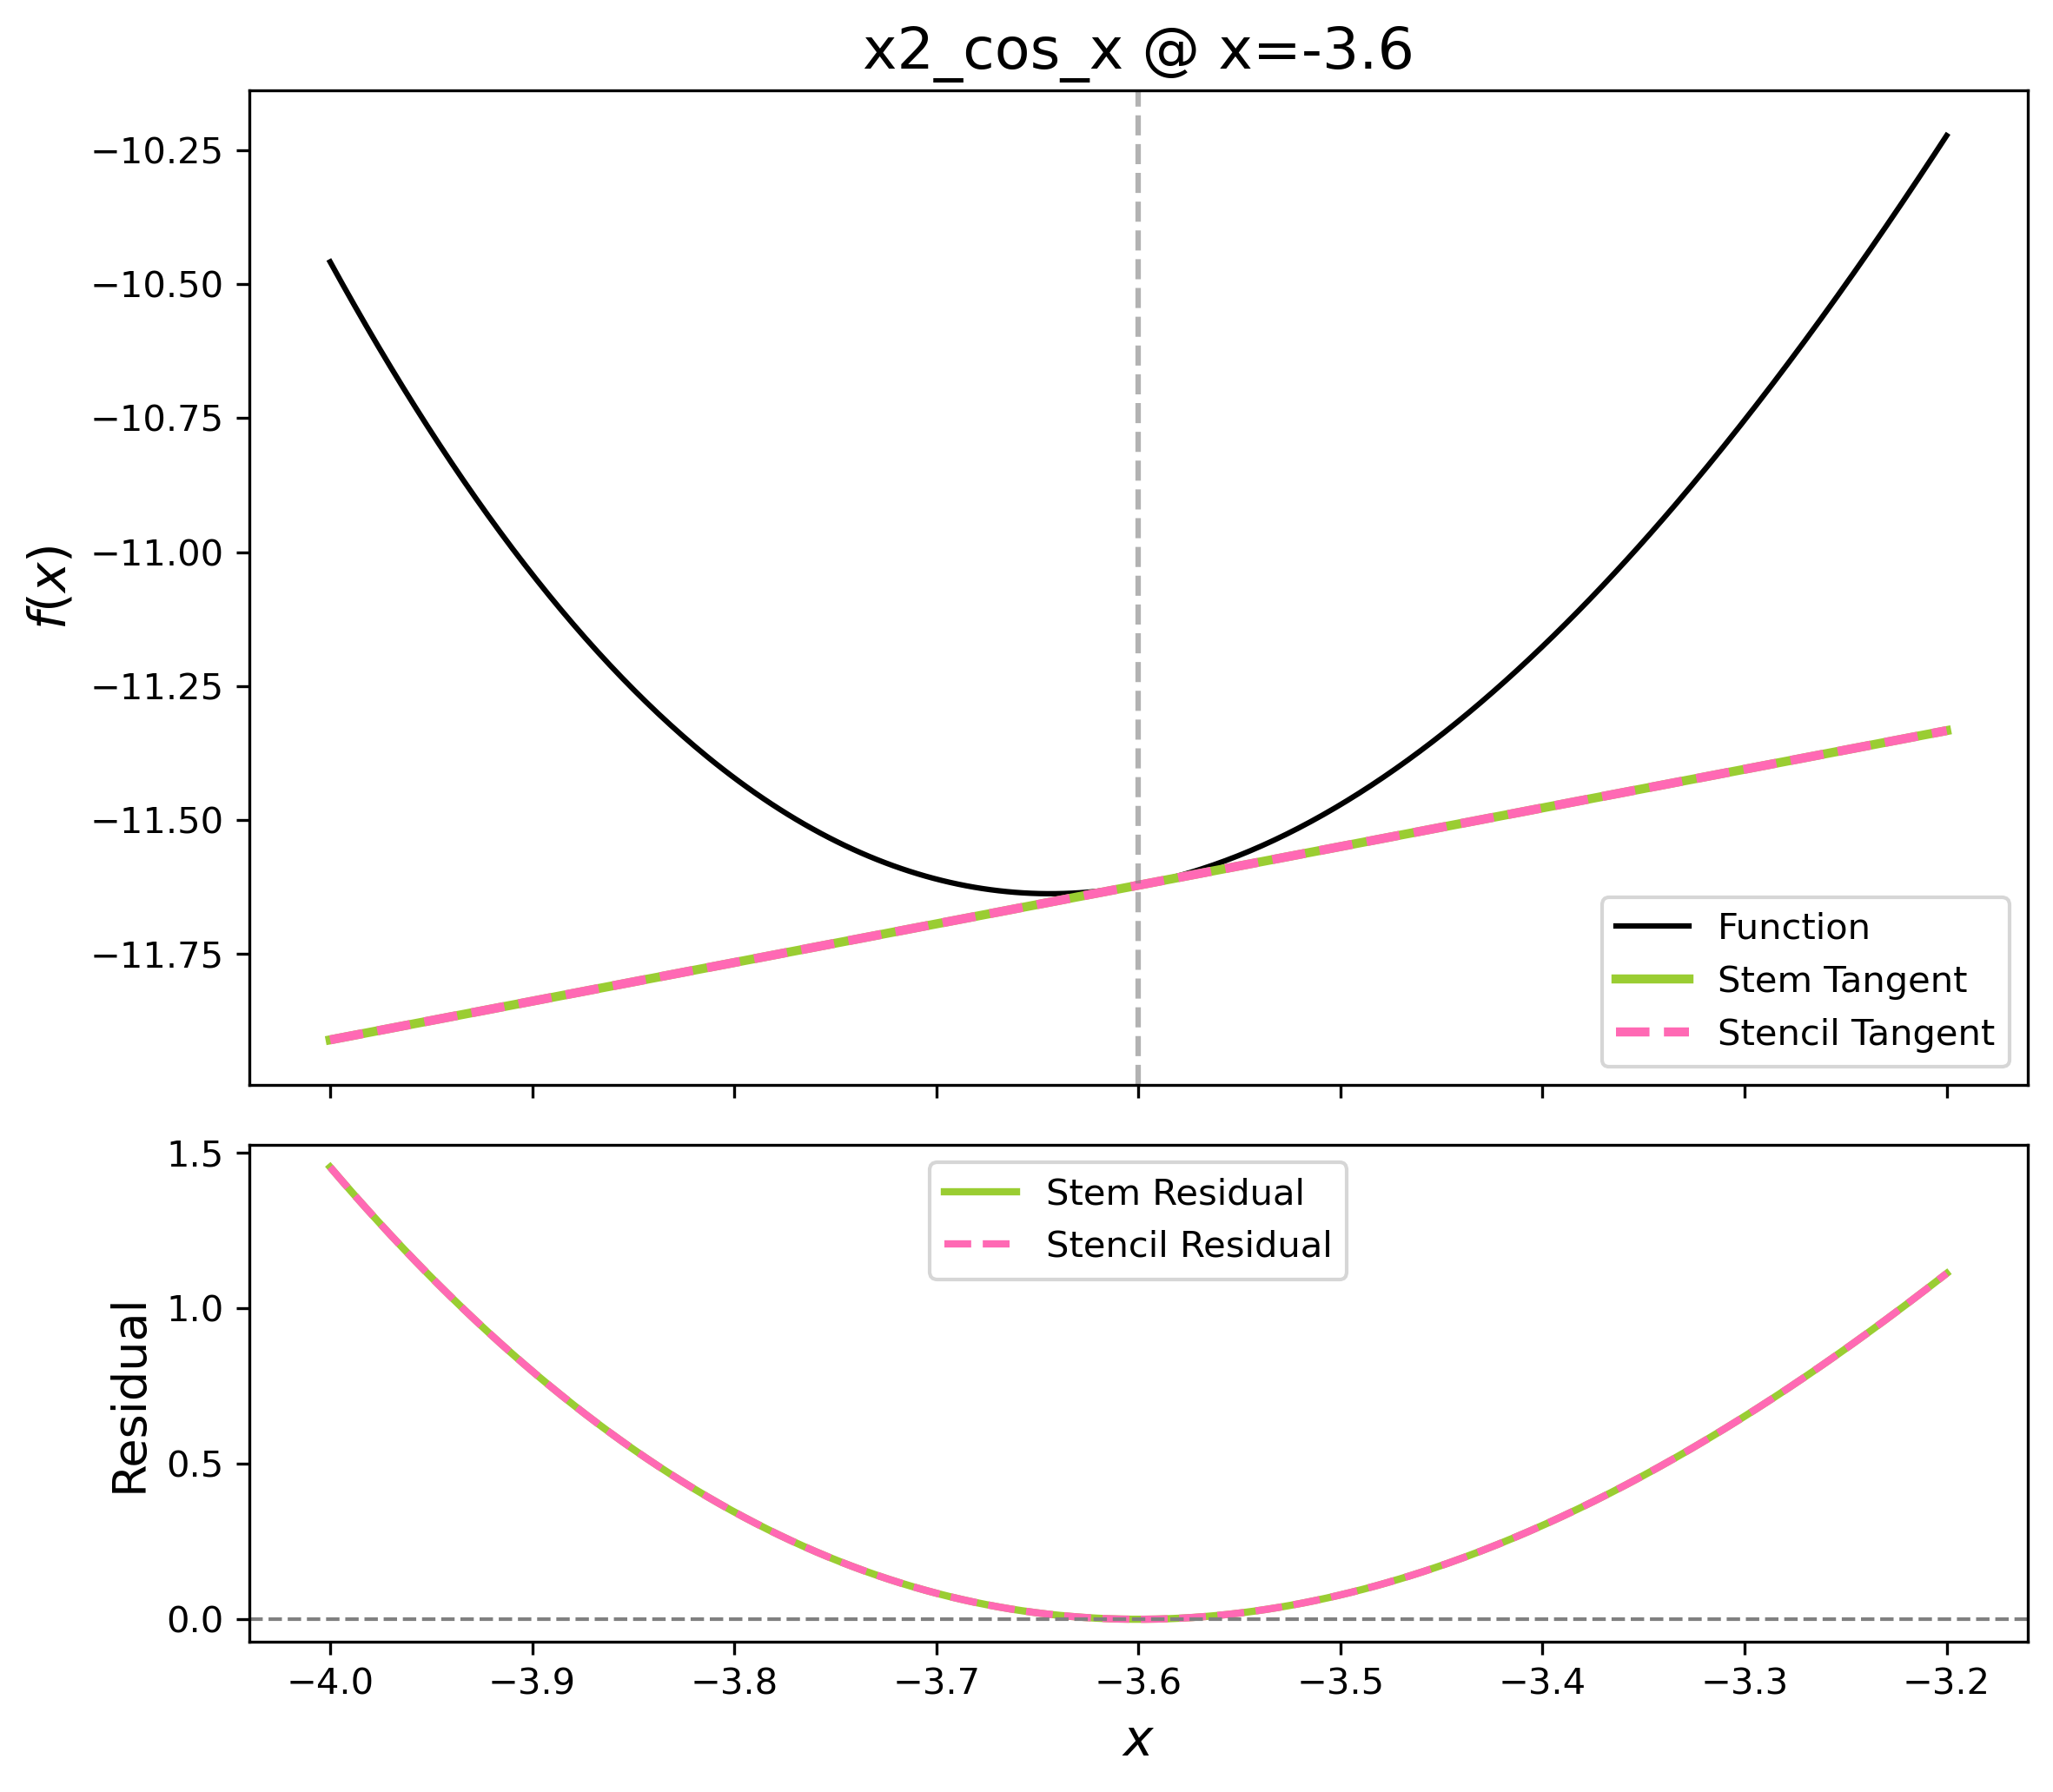 x2_cos_x @ x=-3.6
f(x)
−10.25
−10.50
−10.75
−11.00
−11.25
−11.50
−11.75
Function
Stem Tangent
Stencil Tangent
Residual
1.5
1.0
0.5
0.0
Stem Residual
Stencil Residual
−4.0 −3.9 −3.8 −3.7 −3.6 −3.5 −3.4 −3.3 −3.2
x